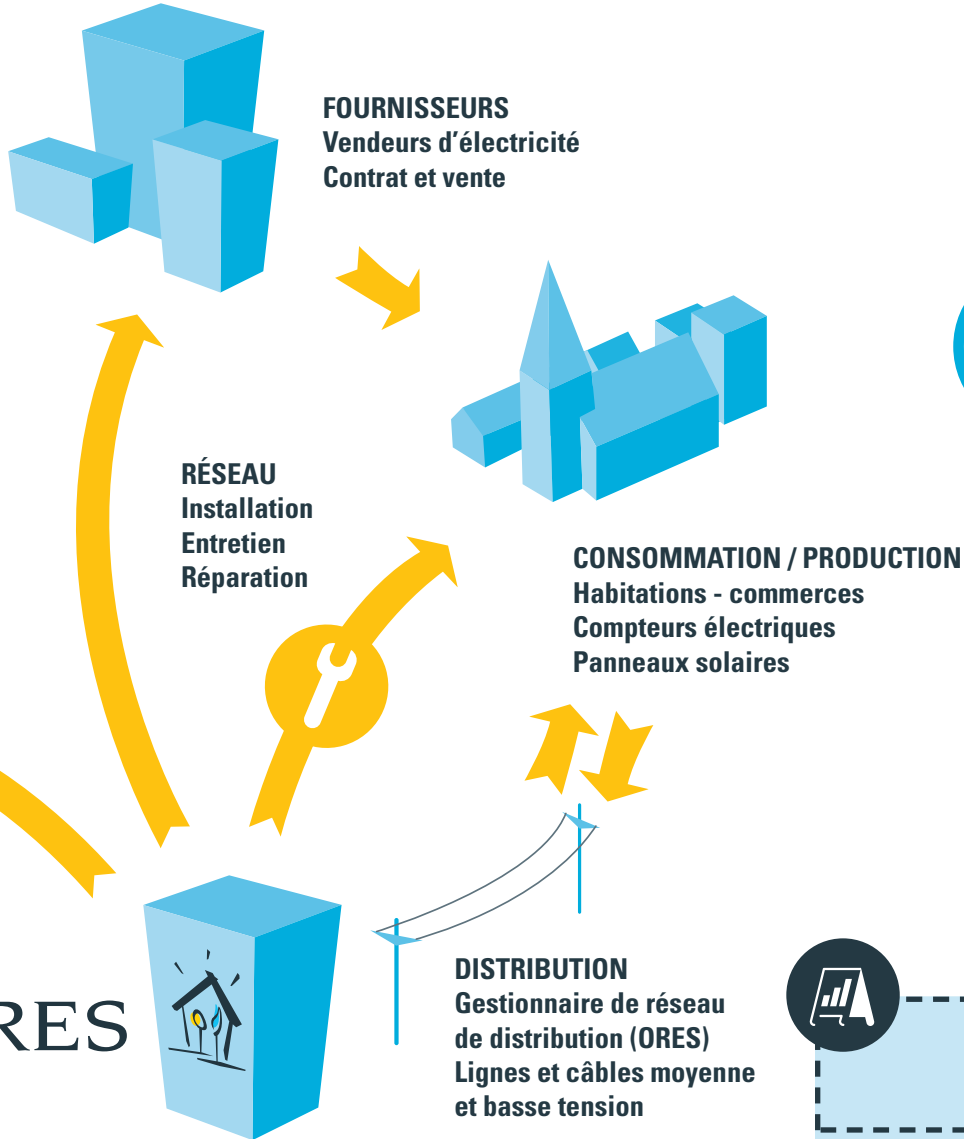 FOURNISSEURS
Vendeurs d’électricité
Contrat et vente
RÉSEAU
Installation
Entretien
Réparation
CONSOMMATION / PRODUCTION
Habitations - commerces
Compteurs électriques
Panneaux solaires
RES
DISTRIBUTION
Gestionnaire de réseau
de distribution (ORES)
Lignes et câbles moyenne
et basse tension